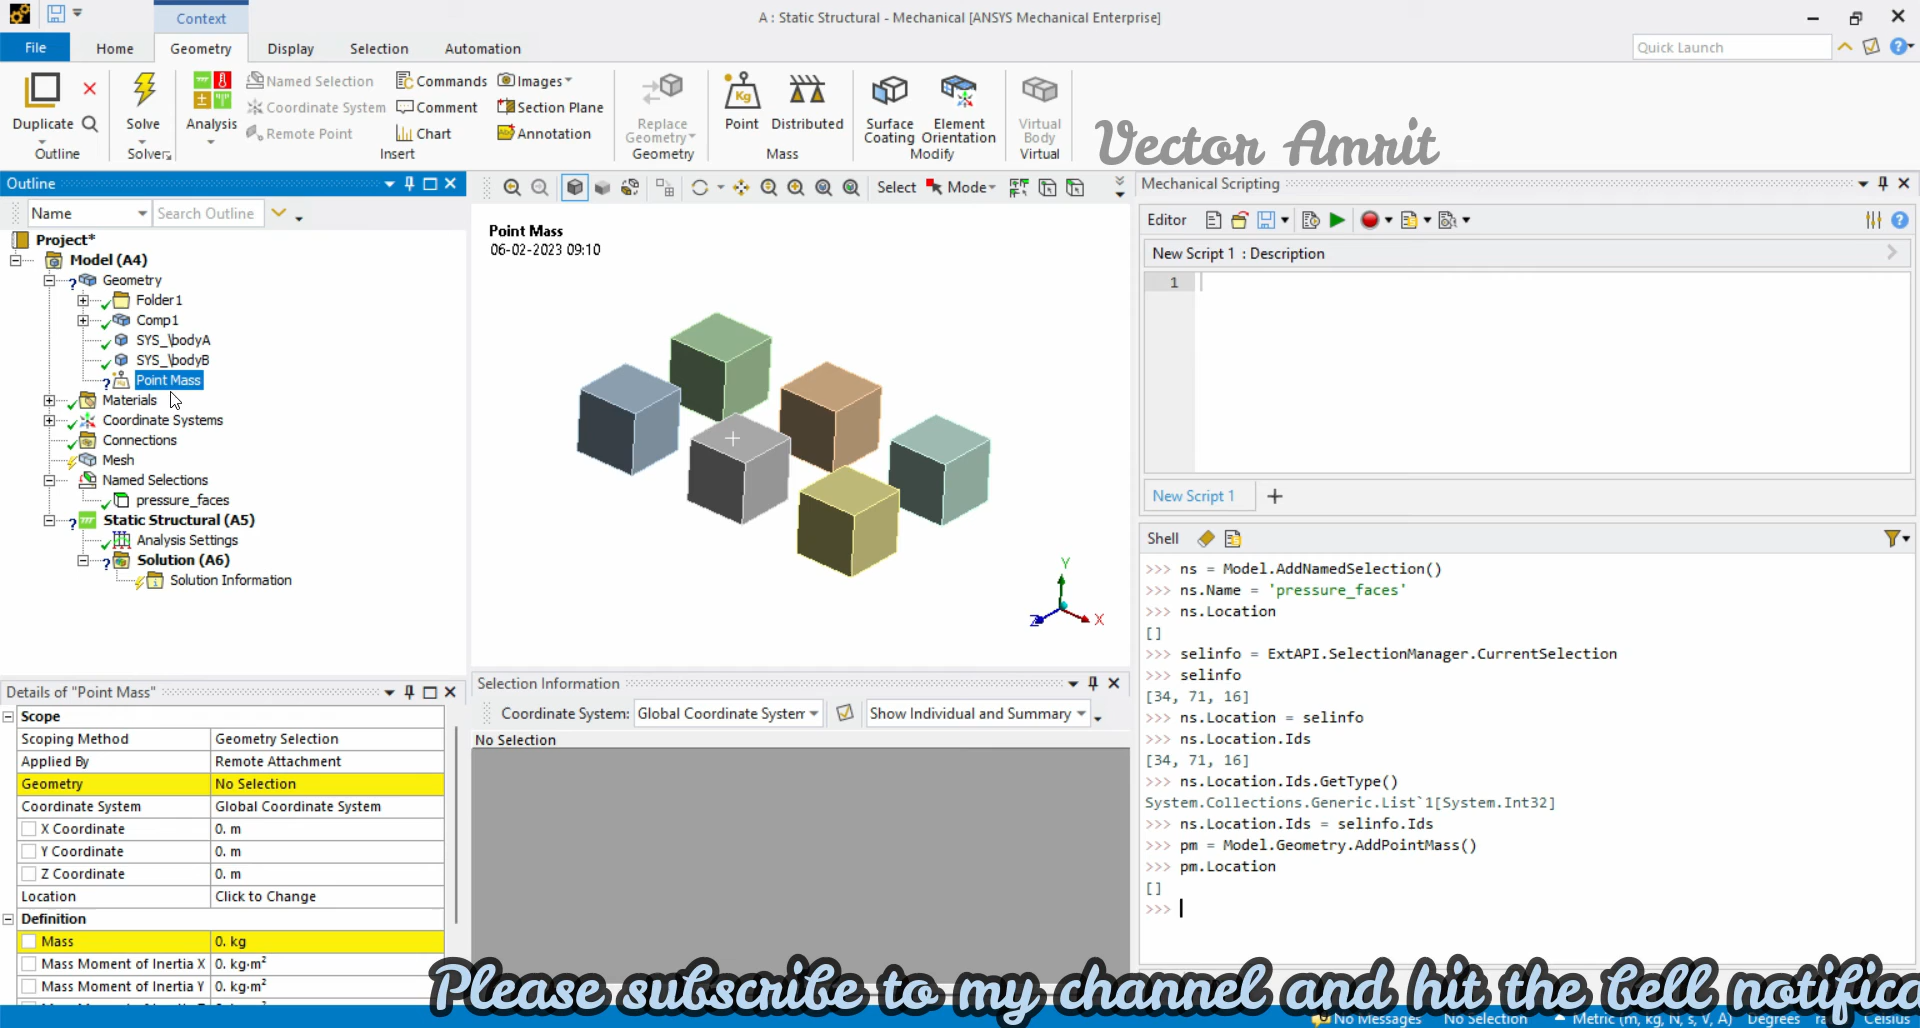 Context
A : Static Structural - Mechanical [ANSYS Mechanical Enterprise]
File
Home
Geometry
Display
Selection
Automation
Quick Launch
Duplicate
Outline
Solve
Solver
Analysis
Named Selection
Coordinate System
Remote Point
Commands
Comment
Chart
Images
Section Plane
Annotation
Insert
Replace
Geometry
Geometry
Kg
Point
Distributed
Mass
Surface
Coating
Element
Orientation
Modify
Virtual
Body
Virtual
Vector Amrit
Outline
Name
Search Outline
Project*
Model (A4)
Geometry
Folder1
Comp1
SYS_\bodyA
SYS_\bodyB
Point Mass
Materials
Coordinate Systems
Connections
Mesh
Named Selections
pressure_faces
Static Structural (A5)
Analysis Settings
Solution (A6)
Solution Information
Details of "Point Mass"
Scope
Scoping Method Geometry Selection
Applied By Remote Attachment
Geometry No Selection
Coordinate System Global Coordinate System
X Coordinate 0. m
Y Coordinate 0. m
Z Coordinate 0. m
Location Click to Change
Definition
Mass 0. kg
Mass Moment of Inertia X 0. kg·m²
Mass Moment of Inertia Y 0. kg·m²
Select
Mode
Point Mass
06-02-2023 09:10
Y
X
Z
Selection Information
Coordinate System: Global Coordinate System
Show Individual and Summary
No Selection
Mechanical Scripting
Editor
New Script 1 : Description
1
New Script 1 +
Shell
>>> ns = Model.AddNamedSelection()
>>> ns.Name = 'pressure_faces'
>>> ns.Location
[]
>>> selinfo = ExtAPI.SelectionManager.CurrentSelection
>>> selinfo
[34, 71, 16]
>>> ns.Location = selinfo
>>> ns.Location.Ids
[34, 71, 16]
>>> ns.Location.Ids.GetType()
System.Collections.Generic.List`1[System.Int32]
>>> ns.Location.Ids = selinfo.Ids
>>> pm = Model.Geometry.AddPointMass()
>>> pm.Location
[]
>>>
Please subscribe to my channel and hit the bell notifica
No Messages
No Selection
Metric (m, kg, N, s, V, A)
Degrees
Celsius